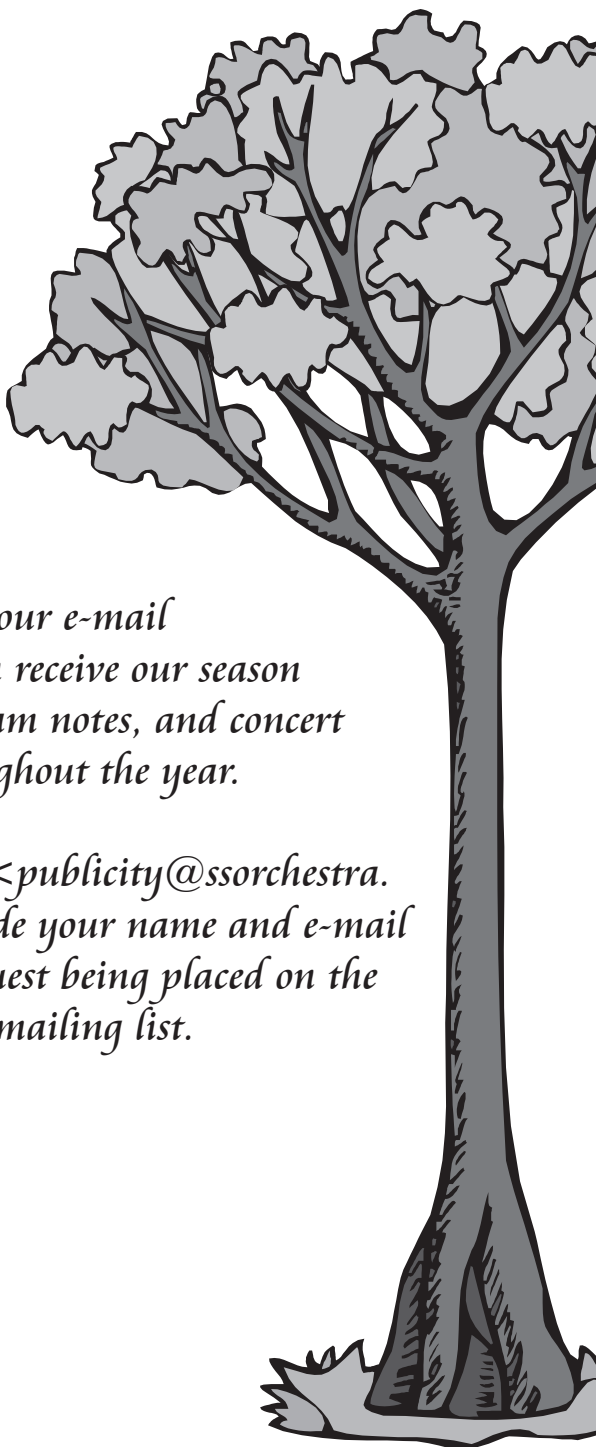 our e-mail
receive our season
am notes, and concert
ghout the year.
<publicity@ssorchestra.
de your name and e-mail
uest being placed on the
mailing list.